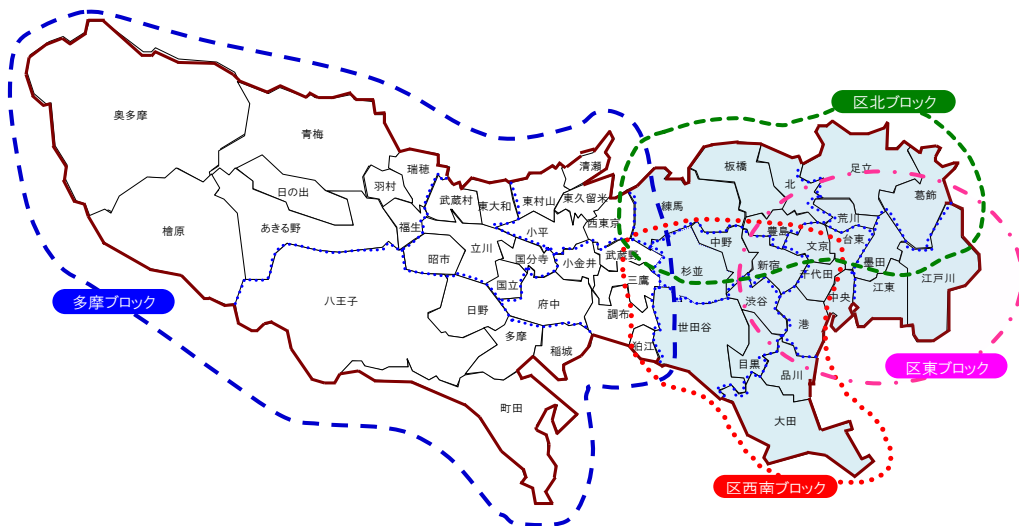 区北ブロック
奥多摩
青梅
清瀬
板橋
足立
瑞穂
北
羽村
日の出
武蔵村
東大和
東村山
東久留米
葛飾
練馬
あきる野
福生
西東京
荒川
檜原
立川
小平
豊島
文京
台東
昭市
国分寺
小金井
武蔵野
中野
杉並
新宿
千代田
墨田
江戸川
国立
三鷹
江東
多摩ブロック
八王子
日野
府中
調布
渋谷
中央
世田谷
港
多摩
稲城
狛江
目黒
品川
区東ブロック
町田
大田
区西南ブロック